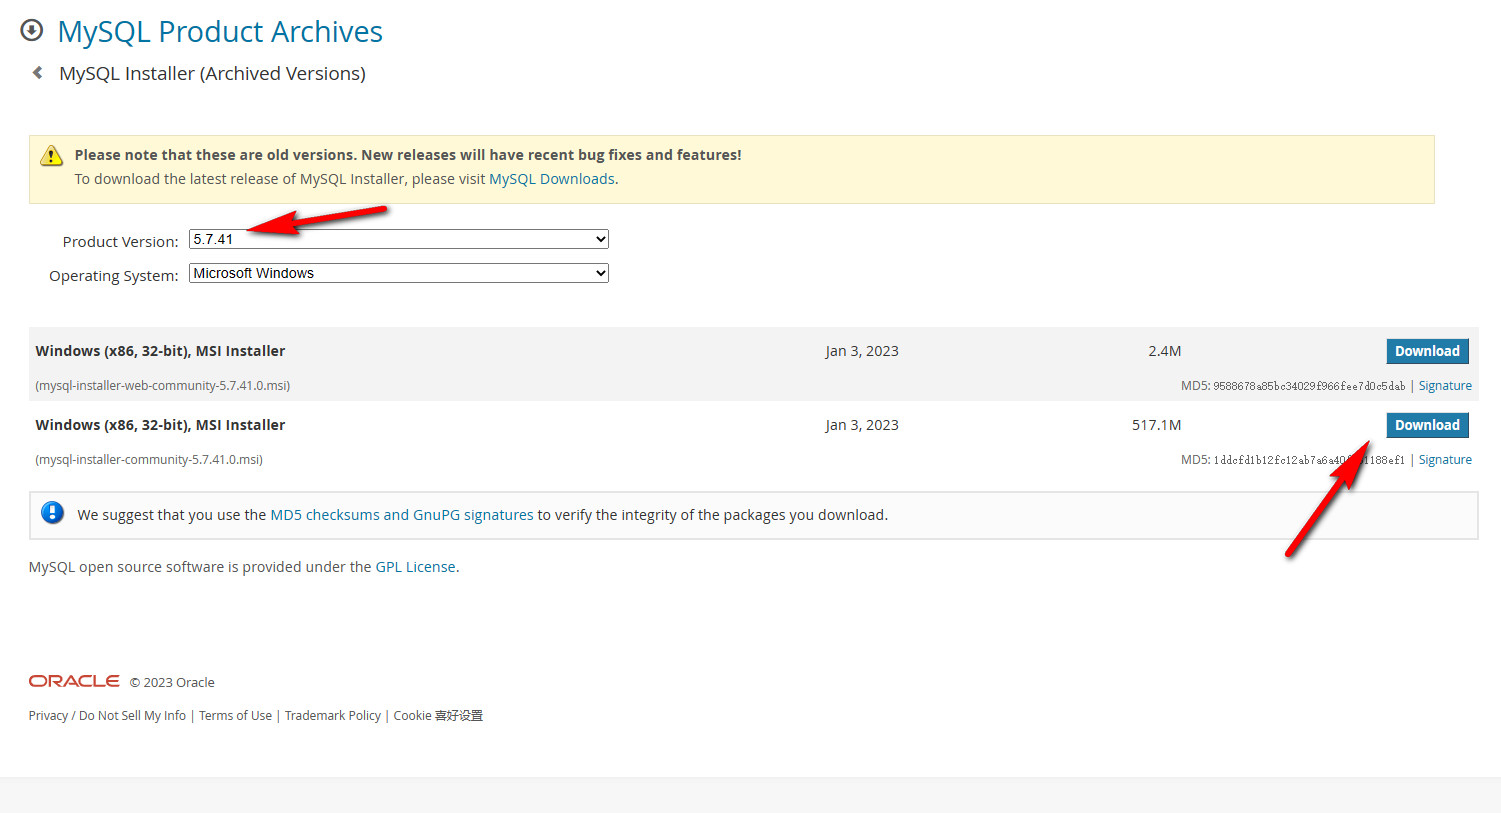 MySQL Product Archives
MySQL Installer (Archived Versions)
Please note that these are old versions. New releases will have recent bug fixes and features!
To download the latest release of MySQL Installer, please visit MySQL Downloads.
Product Version: 5.7.41
Operating System: Microsoft Windows
Windows (x86, 32-bit), MSI Installer Jan 3, 2023 2.4M Download
(mysql-installer-web-community-5.7.41.0.msi) MD5: 9588678a85bc34029f966fee7d0c5dab | Signature
Windows (x86, 32-bit), MSI Installer Jan 3, 2023 517.1M Download
(mysql-installer-community-5.7.41.0.msi) MD5: | Signature
We suggest that you use the MD5 checksums and GnuPG signatures to verify the integrity of the packages you download.
MySQL open source software is provided under the GPL License.
ORACLE © 2023 Oracle
Privacy / Do Not Sell My Info | Terms of Use | Trademark Policy | Cookie 喜好设置